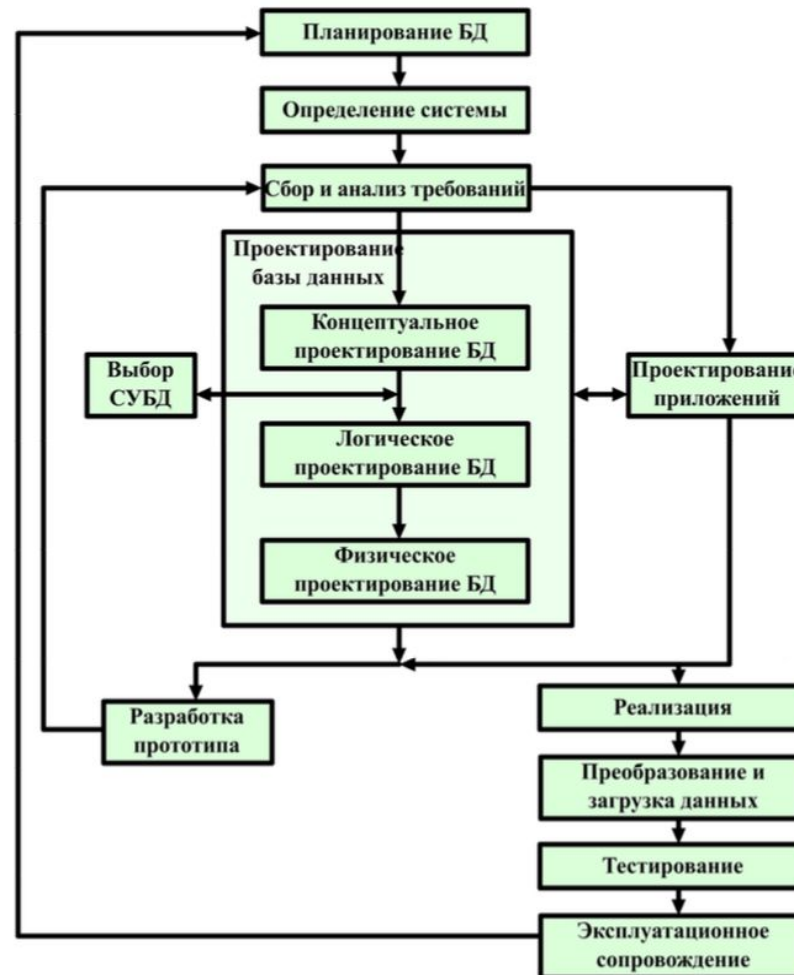 Планирование БД
Определение системы
Сбор и анализ требований
Проектирование
базы данных
Концептуальное
проектирование БД
Выбор
СУБД
Проектирование
приложений
Логическое
проектирование БД
Физическое
проектирование БД
Разработка
прототипа
Реализация
Преобразование и
загрузка данных
Тестирование
Эксплуатационное
сопровождение